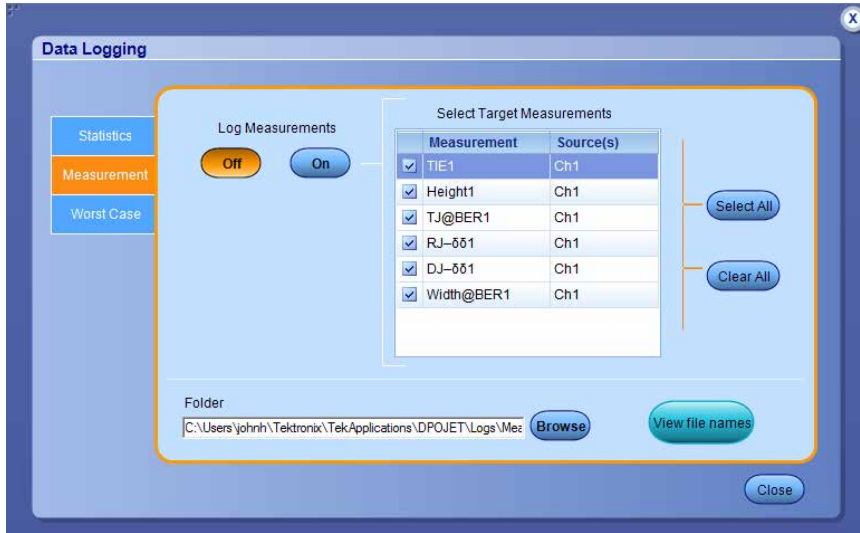 X
Data Logging
Statistics
Measurement
Worst Case
Log Measurements
Off On
Select Target Measurements
Measurement Source(s)
TIE1 Ch1
Height1 Ch1
TJ@BER1 Ch1
RJ–δδ1 Ch1
DJ–δδ1 Ch1
Width@BER1 Ch1
Select All
Clear All
Folder
C:\Users\johnh\Tektronix\TekApplications\DPOJET\Logs\Mea
Browse
View file names
Close